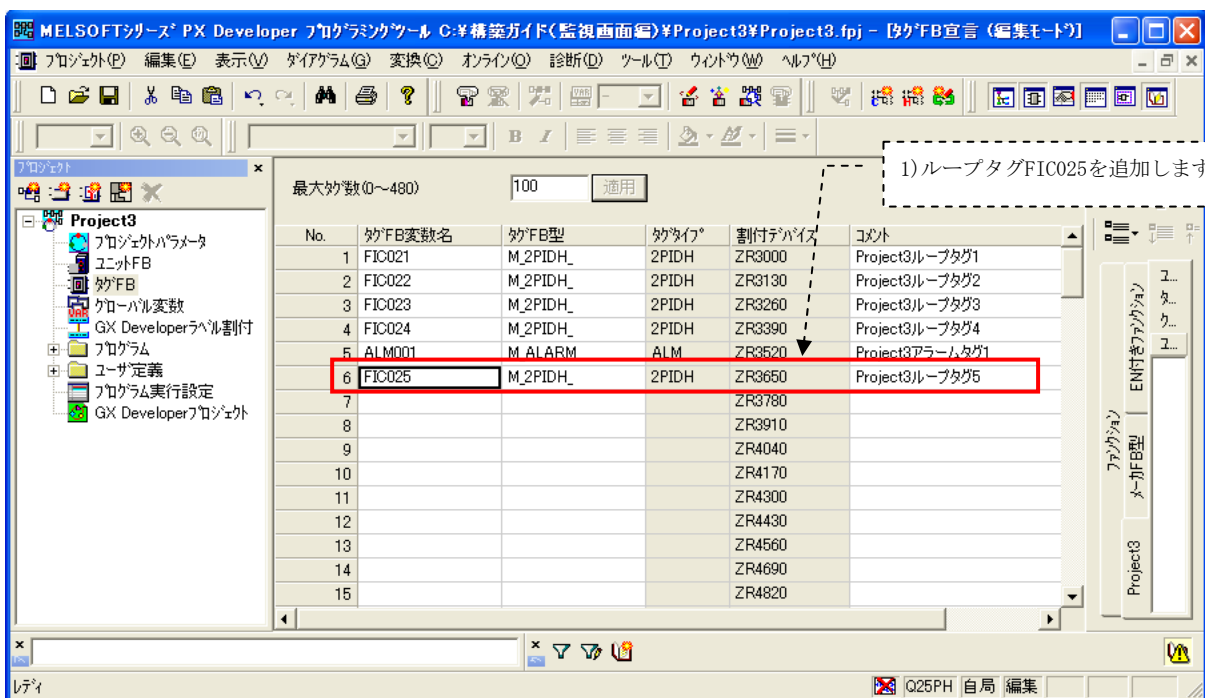 MELSOFTシリーズ PX Developer プログラミングツール C:¥構築ガイド(監視画面編)¥Project3¥Project3.fpj - [タグFB宣言 (編集モード)]
プロジェクト(P) 編集(E) 表示(V) ダイアグラム(G) 変換(C) オンライン(O) 診断(D) ツール(T) ウィンドウ(W) ヘルプ(H)
プロジェクト
Project3
プロジェクトパラメータ
ユニットFB
タグFB
グローバル変数
GX Developerラベル割付
プログラム
ユーザ定義
プログラム実行設定
GX Developerプロジェクト
最大タグ数(0～480) 100 適用
1)ループタグFIC025を追加します
No. タグFB変数名 タグFB型 タグタイプ 割付デバイス コメント
1 FIC021 M_2PIDH_ 2PIDH ZR3000 Project3ループタグ1
2 FIC022 M_2PIDH_ 2PIDH ZR3130 Project3ループタグ2
3 FIC023 M_2PIDH_ 2PIDH ZR3260 Project3ループタグ3
4 FIC024 M_2PIDH_ 2PIDH ZR3390 Project3ループタグ4
5 ALM001 M_ALARM ALM ZR3520 Project3アラームタグ1
6 FIC025 M_2PIDH_ 2PIDH ZR3650 Project3ループタグ5
7 ZR3780
8 ZR3910
9 ZR4040
10 ZR4170
11 ZR4300
12 ZR4430
13 ZR4560
14 ZR4690
15 ZR4820
ファンクション
EN付きファンクション
メーカFB型
Project3
ユ...
タ...
ク...
ユ...
レディ
Q25PH 自局 編集